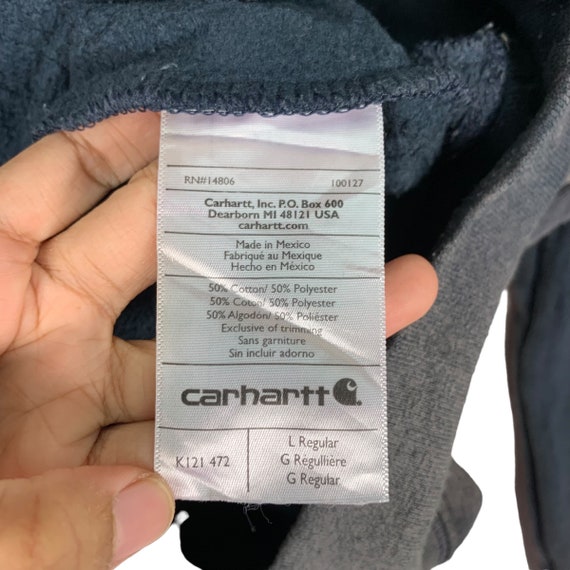 RN#14806 100127
Carhartt, Inc. P.O. Box 600
Dearborn MI 48121 USA
carhartt.com
Made in Mexico
Fabriqué au Mexique
Hecho en México
50% Cotton/ 50% Polyester
50% Coton/ 50% Polyester
50% Algodón/ 50% Poliéster
Exclusive of trimming
Sans garniture
Sin incluir adorno
carhartt
K121 472
L Regular
G Régullière
G Regular